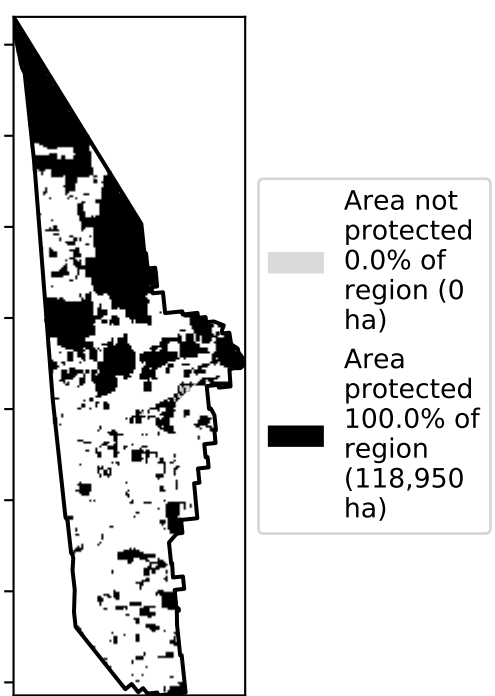 Area not
protected
0.0% of
region (0
ha)
Area
protected
100.0% of
region
(118,950
ha)